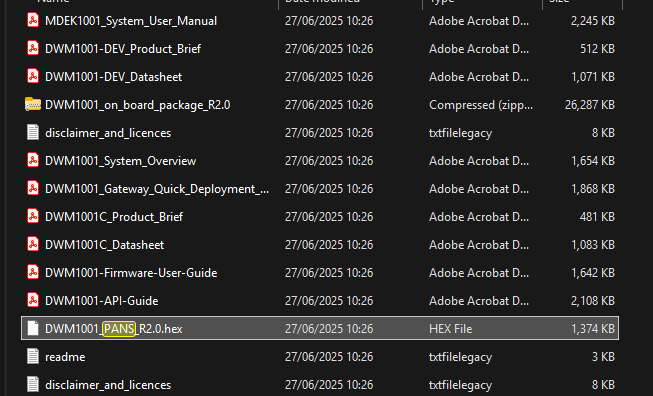 Name Date modified Type Size
MDEK1001_System_User_Manual 27/06/2025 10:26 Adobe Acrobat D... 2,245 KB
DWM1001-DEV_Product_Brief 27/06/2025 10:26 Adobe Acrobat D... 512 KB
DWM1001-DEV_Datasheet 27/06/2025 10:26 Adobe Acrobat D... 1,071 KB
DWM1001_on_board_package_R2.0 27/06/2025 10:26 Compressed (zipp... 26,287 KB
disclaimer_and_licences 27/06/2025 10:26 txtfilelegacy 8 KB
DWM1001_System_Overview 27/06/2025 10:26 Adobe Acrobat D... 1,654 KB
DWM1001_Gateway_Quick_Deployment_... 27/06/2025 10:26 Adobe Acrobat D... 1,868 KB
DWM1001C_Product_Brief 27/06/2025 10:26 Adobe Acrobat D... 481 KB
DWM1001C_Datasheet 27/06/2025 10:26 Adobe Acrobat D... 1,083 KB
DWM1001-Firmware-User-Guide 27/06/2025 10:26 Adobe Acrobat D... 1,642 KB
DWM1001-API-Guide 27/06/2025 10:26 Adobe Acrobat D... 2,108 KB
DWM1001_PANS_R2.0.hex 27/06/2025 10:26 HEX File 1,374 KB
readme 27/06/2025 10:26 txtfilelegacy 3 KB
disclaimer_and_licences 27/06/2025 10:26 txtfilelegacy 8 KB